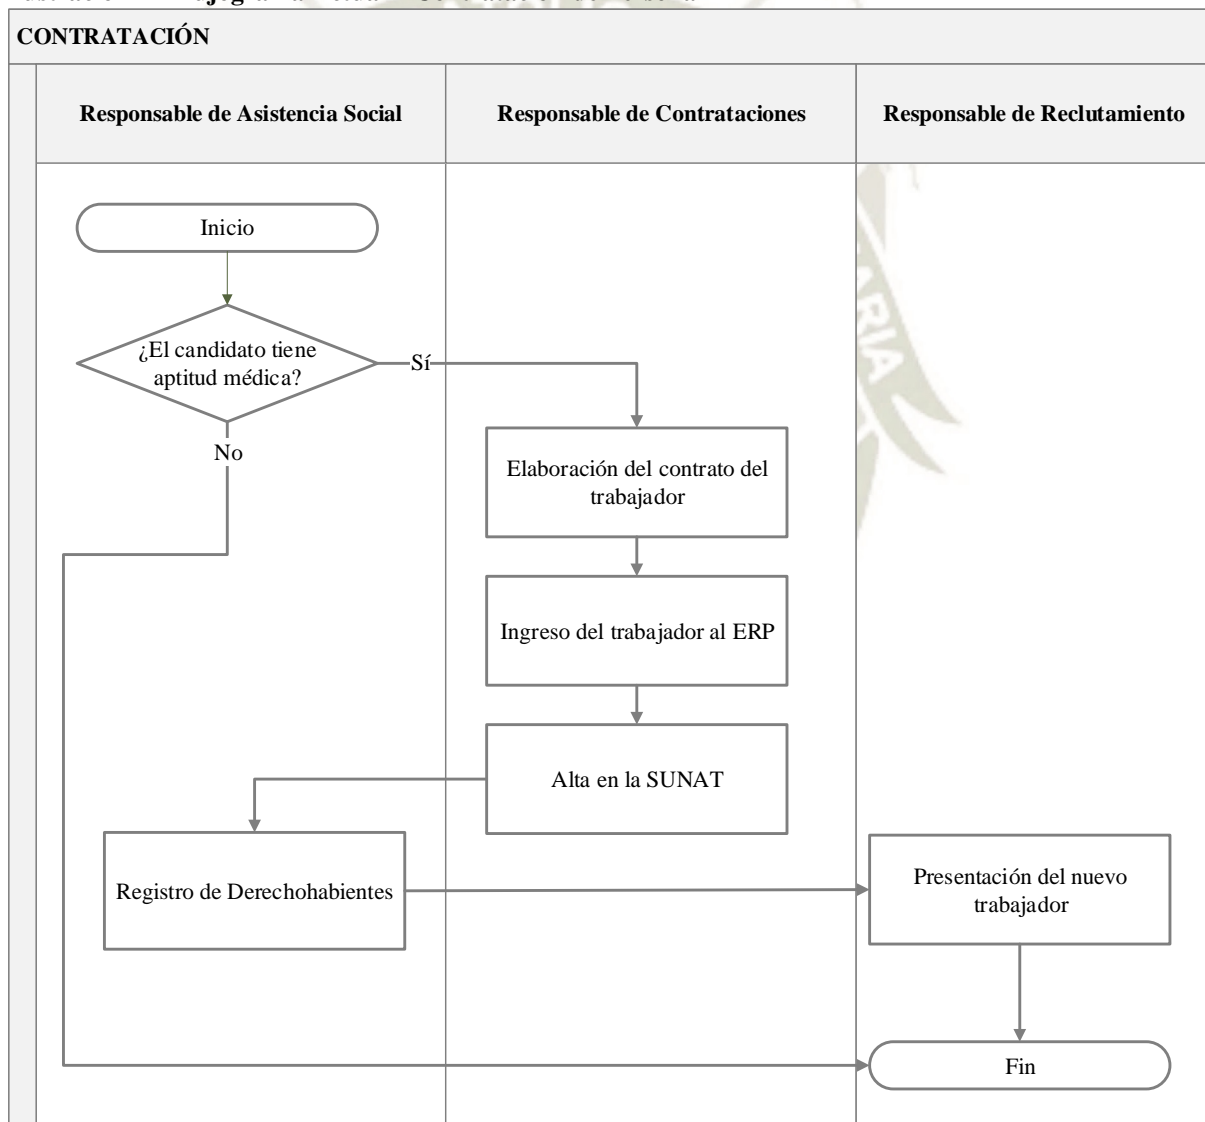 CONTRATACIÓN
Responsable de Asistencia Social
Responsable de Contrataciones
Responsable de Reclutamiento
Inicio
¿El candidato tiene
aptitud médica?
Sí
No
Elaboración del contrato del
trabajador
Ingreso del trabajador al ERP
Alta en la SUNAT
Registro de Derechohabientes
Presentación del nuevo
trabajador
Fin